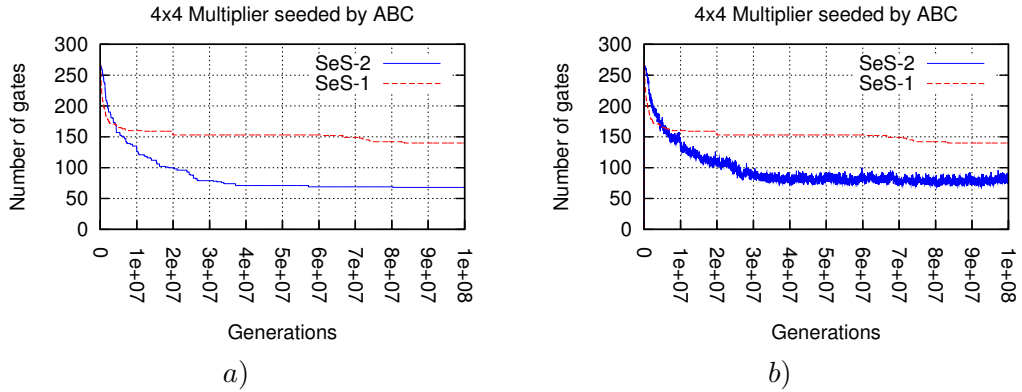 4x4 Multiplier seeded by ABC
300
250
200
150
100
50
0
Number of gates
SeS-2
SeS-1
0
1e+07
2e+07
3e+07
4e+07
5e+07
6e+07
7e+07
8e+07
9e+07
1e+08
Generations
a)
4x4 Multiplier seeded by ABC
300
250
200
150
100
50
0
Number of gates
SeS-2
SeS-1
0
1e+07
2e+07
3e+07
4e+07
5e+07
6e+07
7e+07
8e+07
9e+07
1e+08
Generations
b)